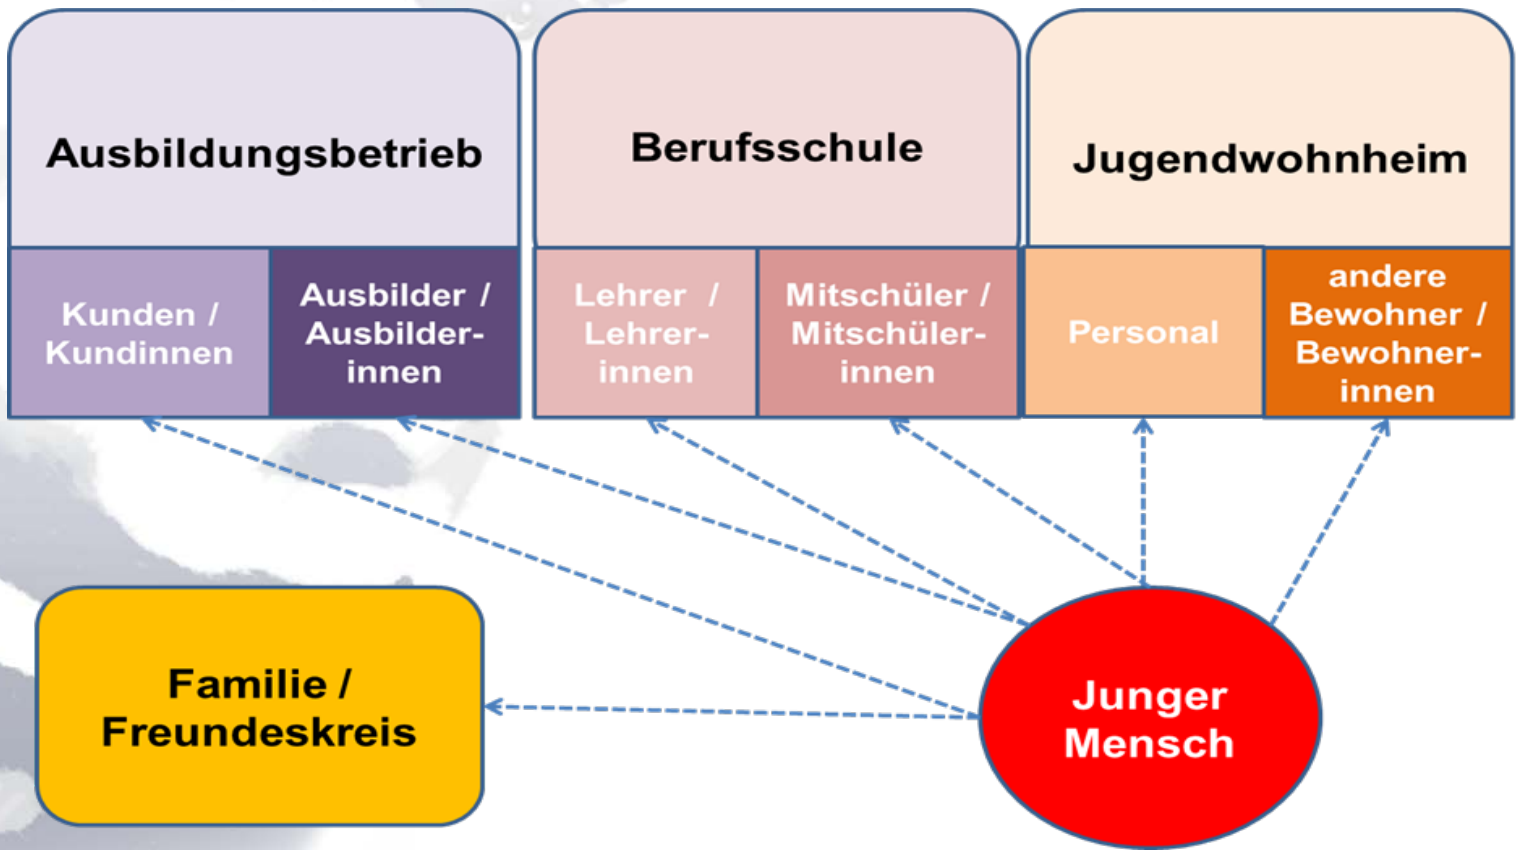 Ausbildungsbetrieb
Berufsschule
Jugendwohnheim
Kunden /
Kundinnen
Ausbilder /
Ausbilder-
innen
Lehrer /
Lehrer-
innen
Mitschüler /
Mitschüler-
innen
Personal
andere
Bewohner /
Bewohner-
innen
Familie /
Freundeskreis
Junger
Mensch